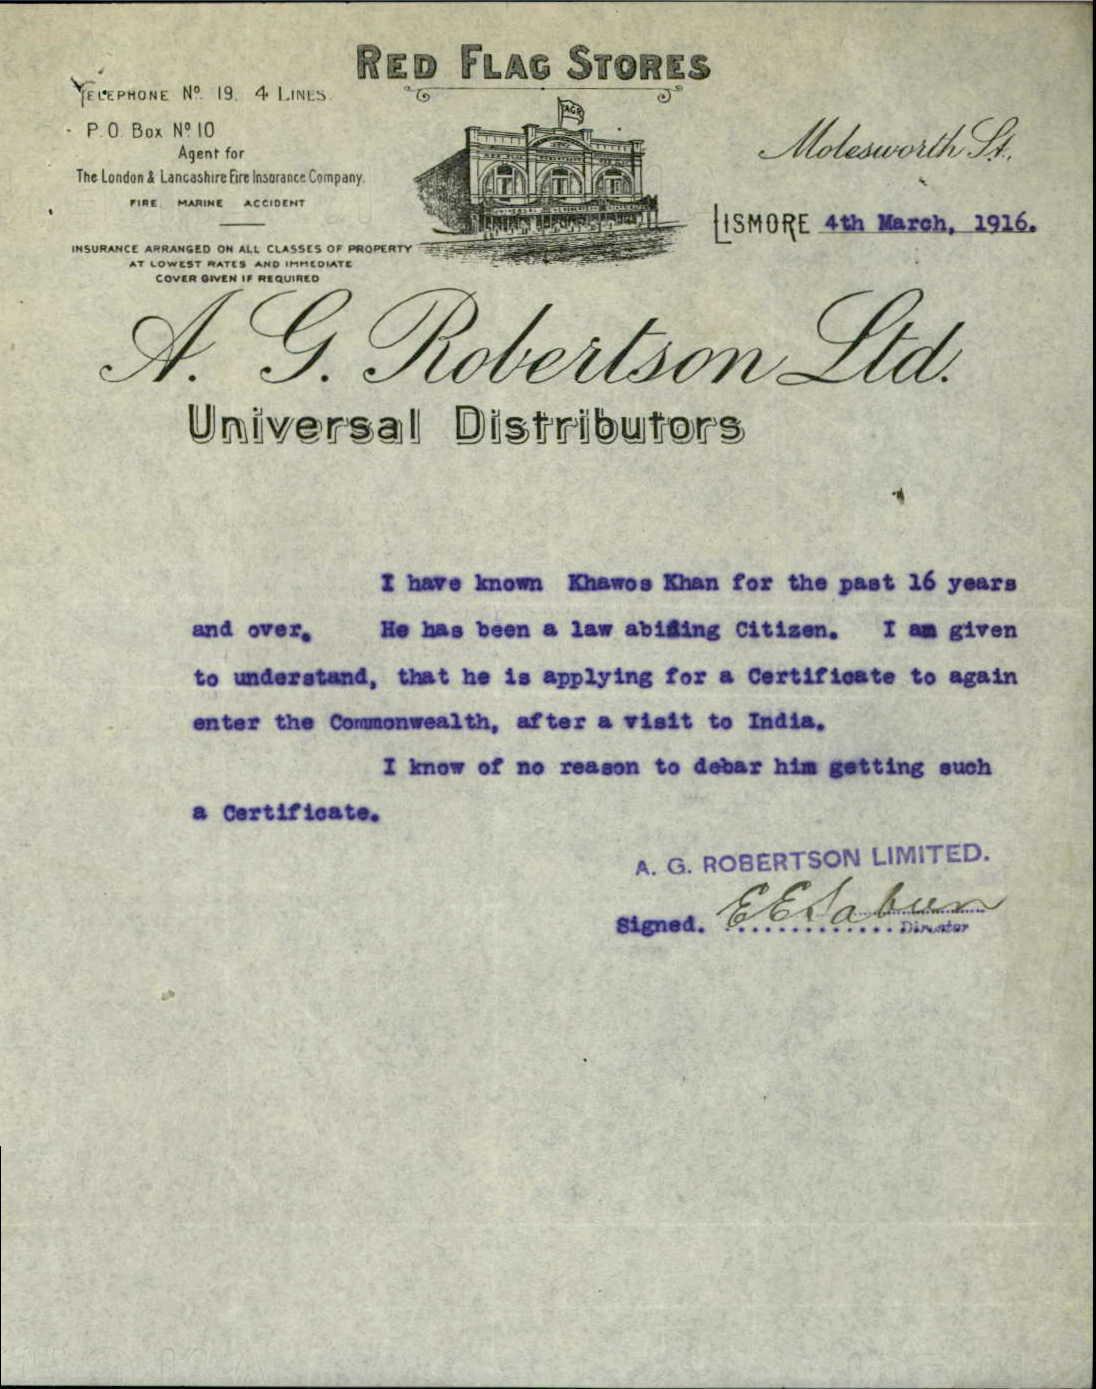 RED FLAG STORES
TELEPHONE Nº 19. 4 LINES.
P.O. Box Nº 10
Agent for
The London & Lancashire Fire Insurance Company.
FIRE MARINE ACCIDENT
INSURANCE ARRANGED ON ALL CLASSES OF PROPERTY
AT LOWEST RATES AND IMMEDIATE
COVER GIVEN IF REQUIRED
AGR
Molesworth St.,
LISMORE 4th March, 1916.
A. G. Robertson Ltd.
Universal Distributors
I have known Khawos Khan for the past 16 years
and over. He has been a law abiding Citizen. I am given
to understand, that he is applying for a Certificate to again
enter the Commonwealth, after a visit to India.
I know of no reason to debar him getting such
a Certificate.
A. G. ROBERTSON LIMITED.
Signed. E E
Director